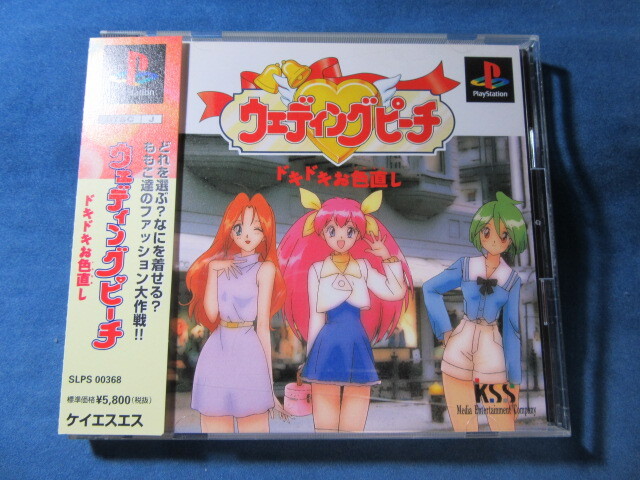 PlayStation
どれを選ぶ?なにを着せる?
ももこ達のファッション大作戦!!
ウェディングピーチ
ドキドキお色直し
SLPS 00368
標準価格¥5,800(税抜)
ケイエスエス
ウェディングピーチ
ドキドキお色直し
PlayStation
KSS
Media Entertainment Company